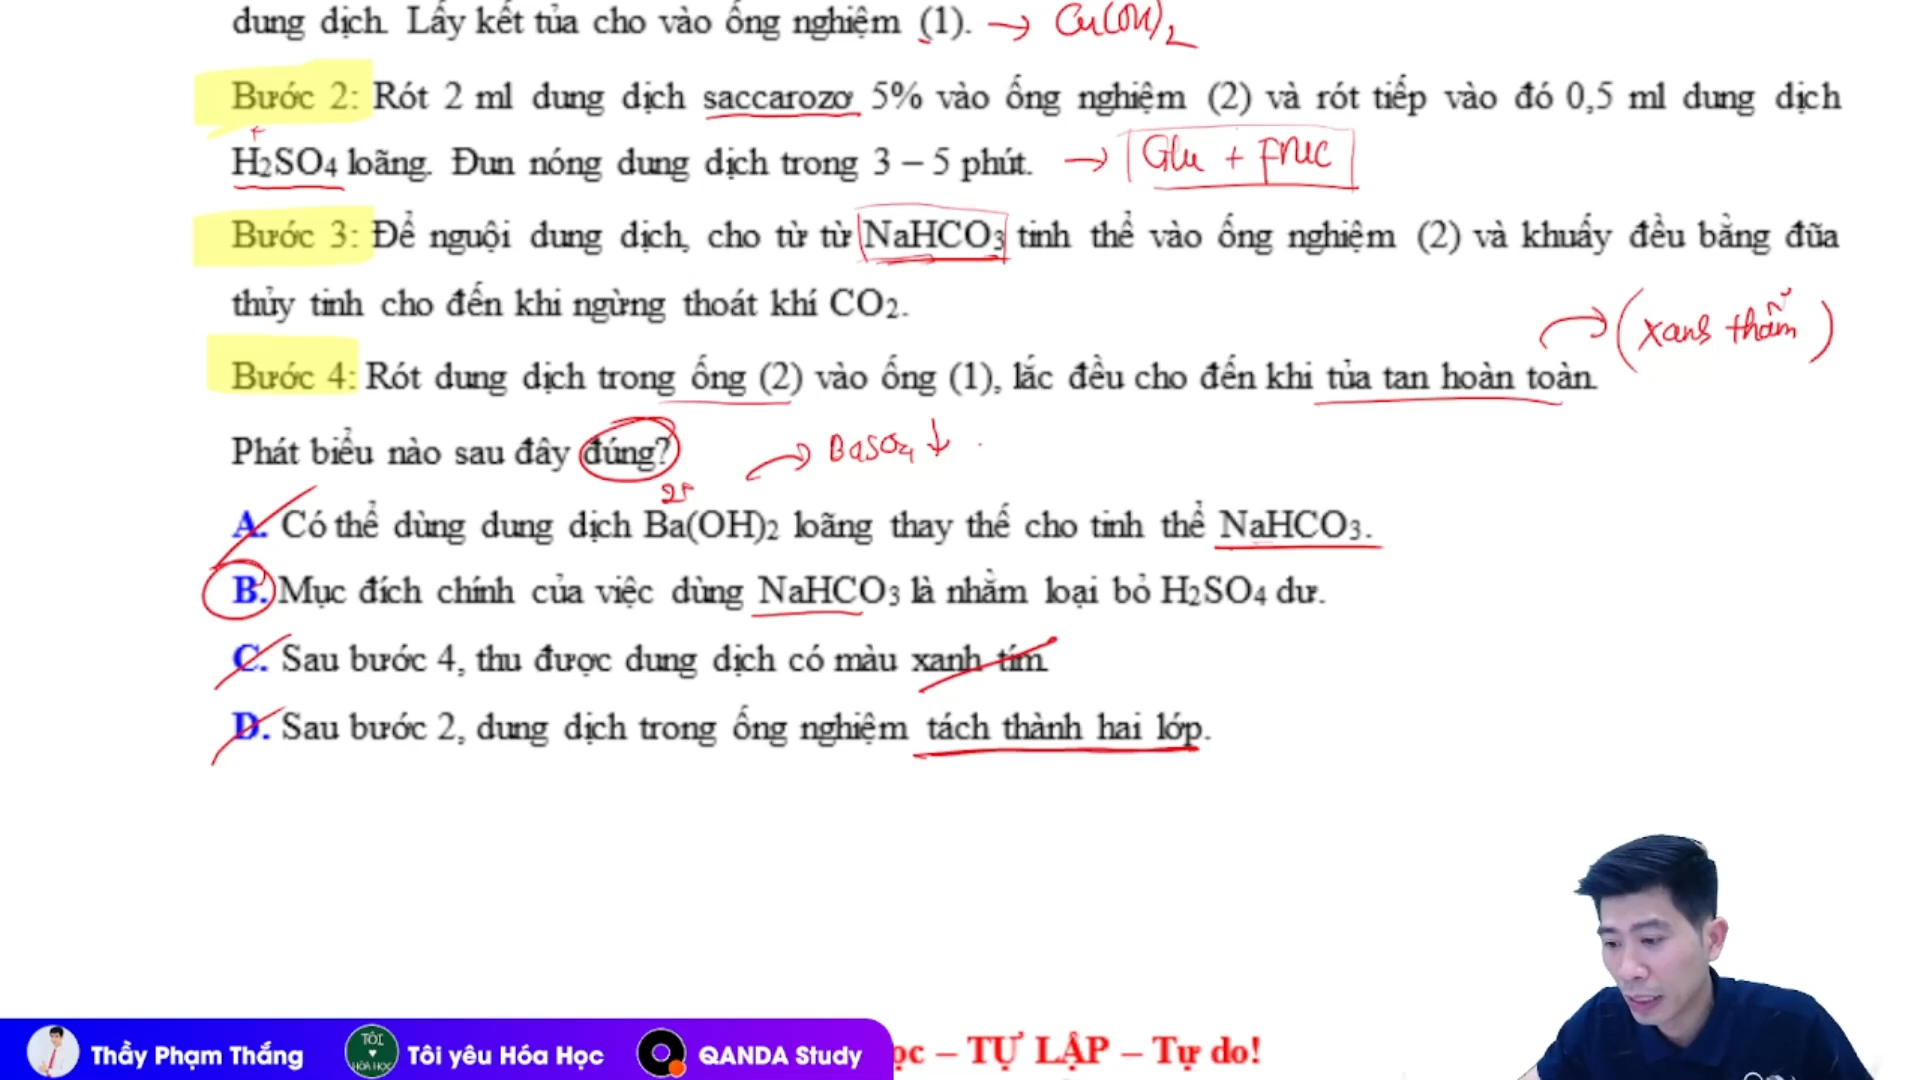 dung dịch. Lấy kết tủa cho vào ống nghiệm (1). → Cu(OH)2
Bước 2: Rót 2 ml dung dịch saccarozơ 5% vào ống nghiệm (2) và rót tiếp vào đó 0,5 ml dung dịch
H2SO4 loãng. Đun nóng dung dịch trong 3 – 5 phút. → Glu + Fruc
Bước 3: Để nguội dung dịch, cho từ từ NaHCO3 tinh thể vào ống nghiệm (2) và khuấy đều bằng đũa
thủy tinh cho đến khi ngừng thoát khí CO2.
(xanh thẫm)
Bước 4: Rót dung dịch trong ống (2) vào ống (1), lắc đều cho đến khi tủa tan hoàn toàn.
Phát biểu nào sau đây đúng? → BaSO4 ↓
A. Có thể dùng dung dịch Ba(OH)2 loãng thay thế cho tinh thể NaHCO3.
B. Mục đích chính của việc dùng NaHCO3 là nhằm loại bỏ H2SO4 dư.
C. Sau bước 4, thu được dung dịch có màu xanh tím.
D. Sau bước 2, dung dịch trong ống nghiệm tách thành hai lớp.
Thầy Phạm Thắng TÔI ♥ HÓA HỌC Tôi yêu Hóa Học QANDA Study ọc – TỰ LẬP – Tự do!